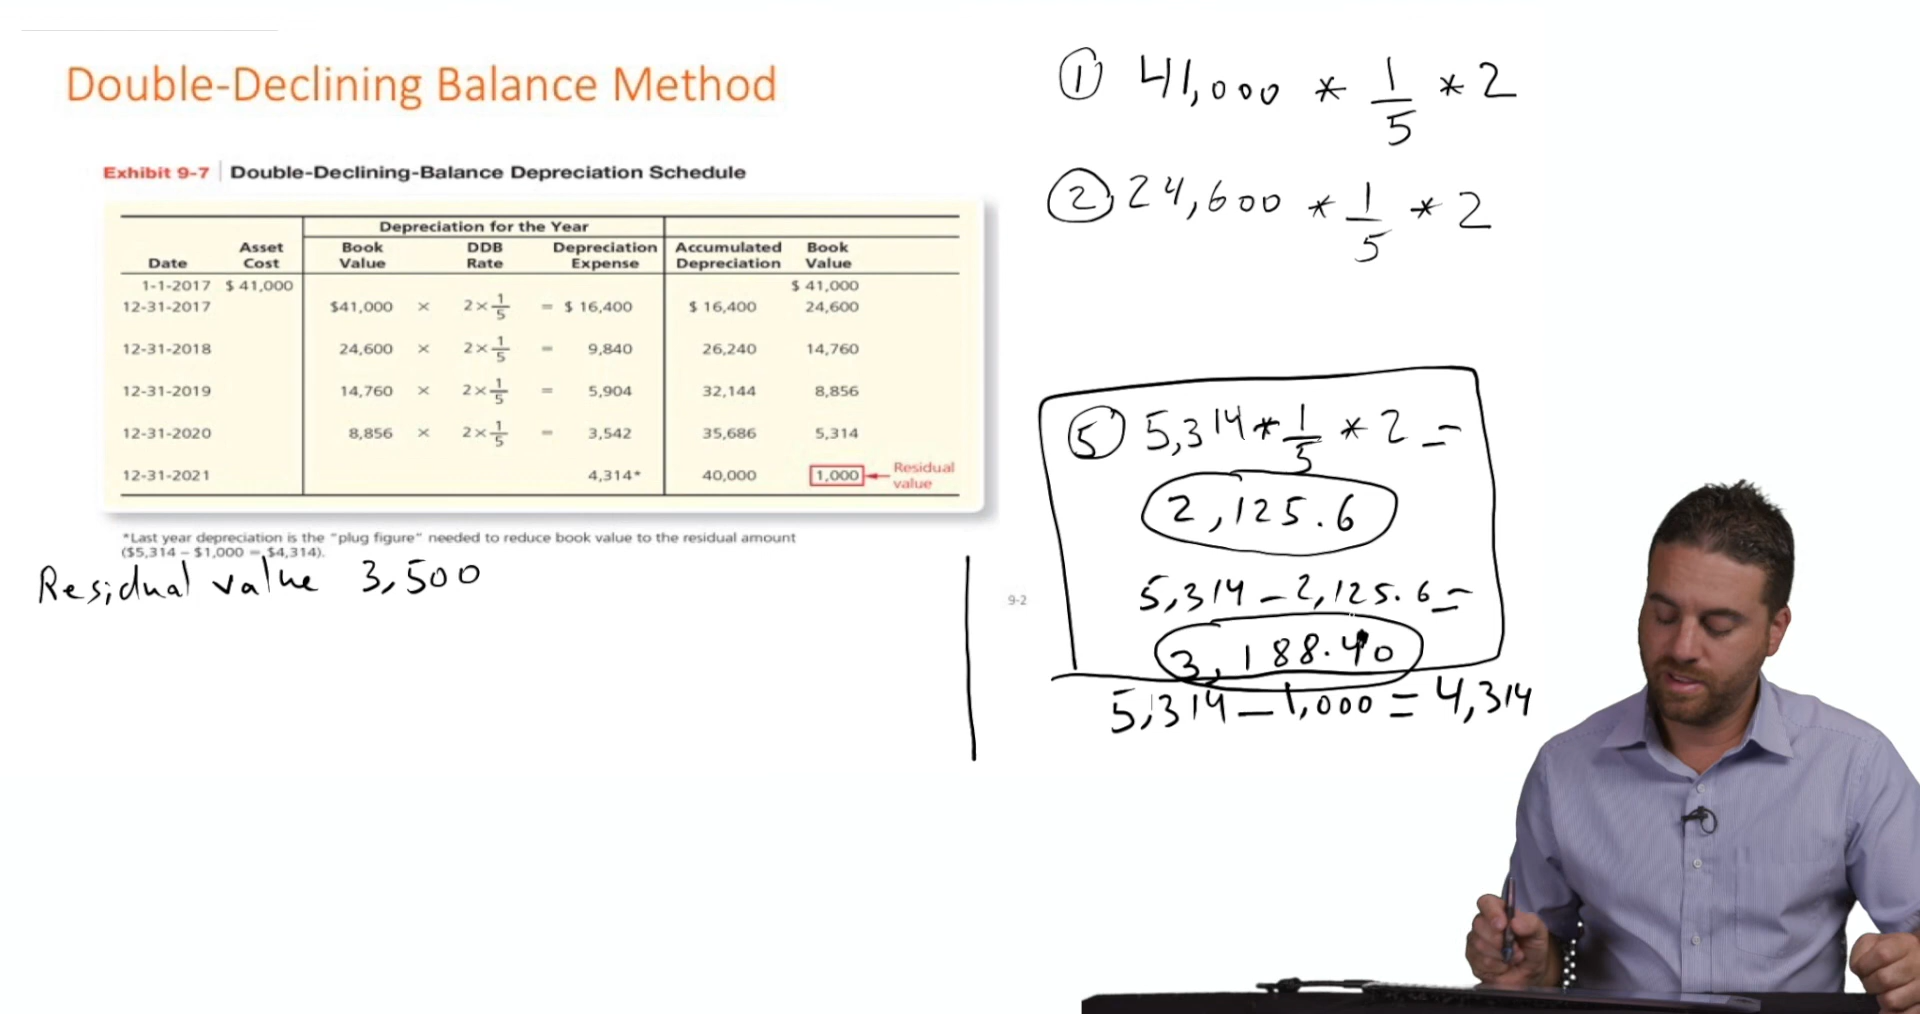 Double-Declining Balance Method
Exhibit 9-7 | Double-Declining-Balance Depreciation Schedule
Depreciation for the Year
Date Asset Cost Book Value DDB Rate Depreciation Expense Accumulated Depreciation Book Value
1-1-2017 $ 41,000 $ 41,000
12-31-2017 $41,000 × 2 × 1/5 = $ 16,400 $ 16,400 24,600
12-31-2018 24,600 × 2 × 1/5 = 9,840 26,240 14,760
12-31-2019 14,760 × 2 × 1/5 = 5,904 32,144 8,856
12-31-2020 8,856 × 2 × 1/5 = 3,542 35,686 5,314
12-31-2021 4,314* 40,000 1,000 Residual value
*Last year depreciation is the "plug figure" needed to reduce book value to the residual amount
($5,314 – $1,000 = $4,314).
Residual value 3,500
9-2
① 41,000 * 1/5 * 2
② 24,600 * 1/5 * 2
⑤ 5,314 * 1/5 * 2 =
2,125.6
5,314 – 2,125.6 =
3,188.40
5,314 – 1,000 = 4,314